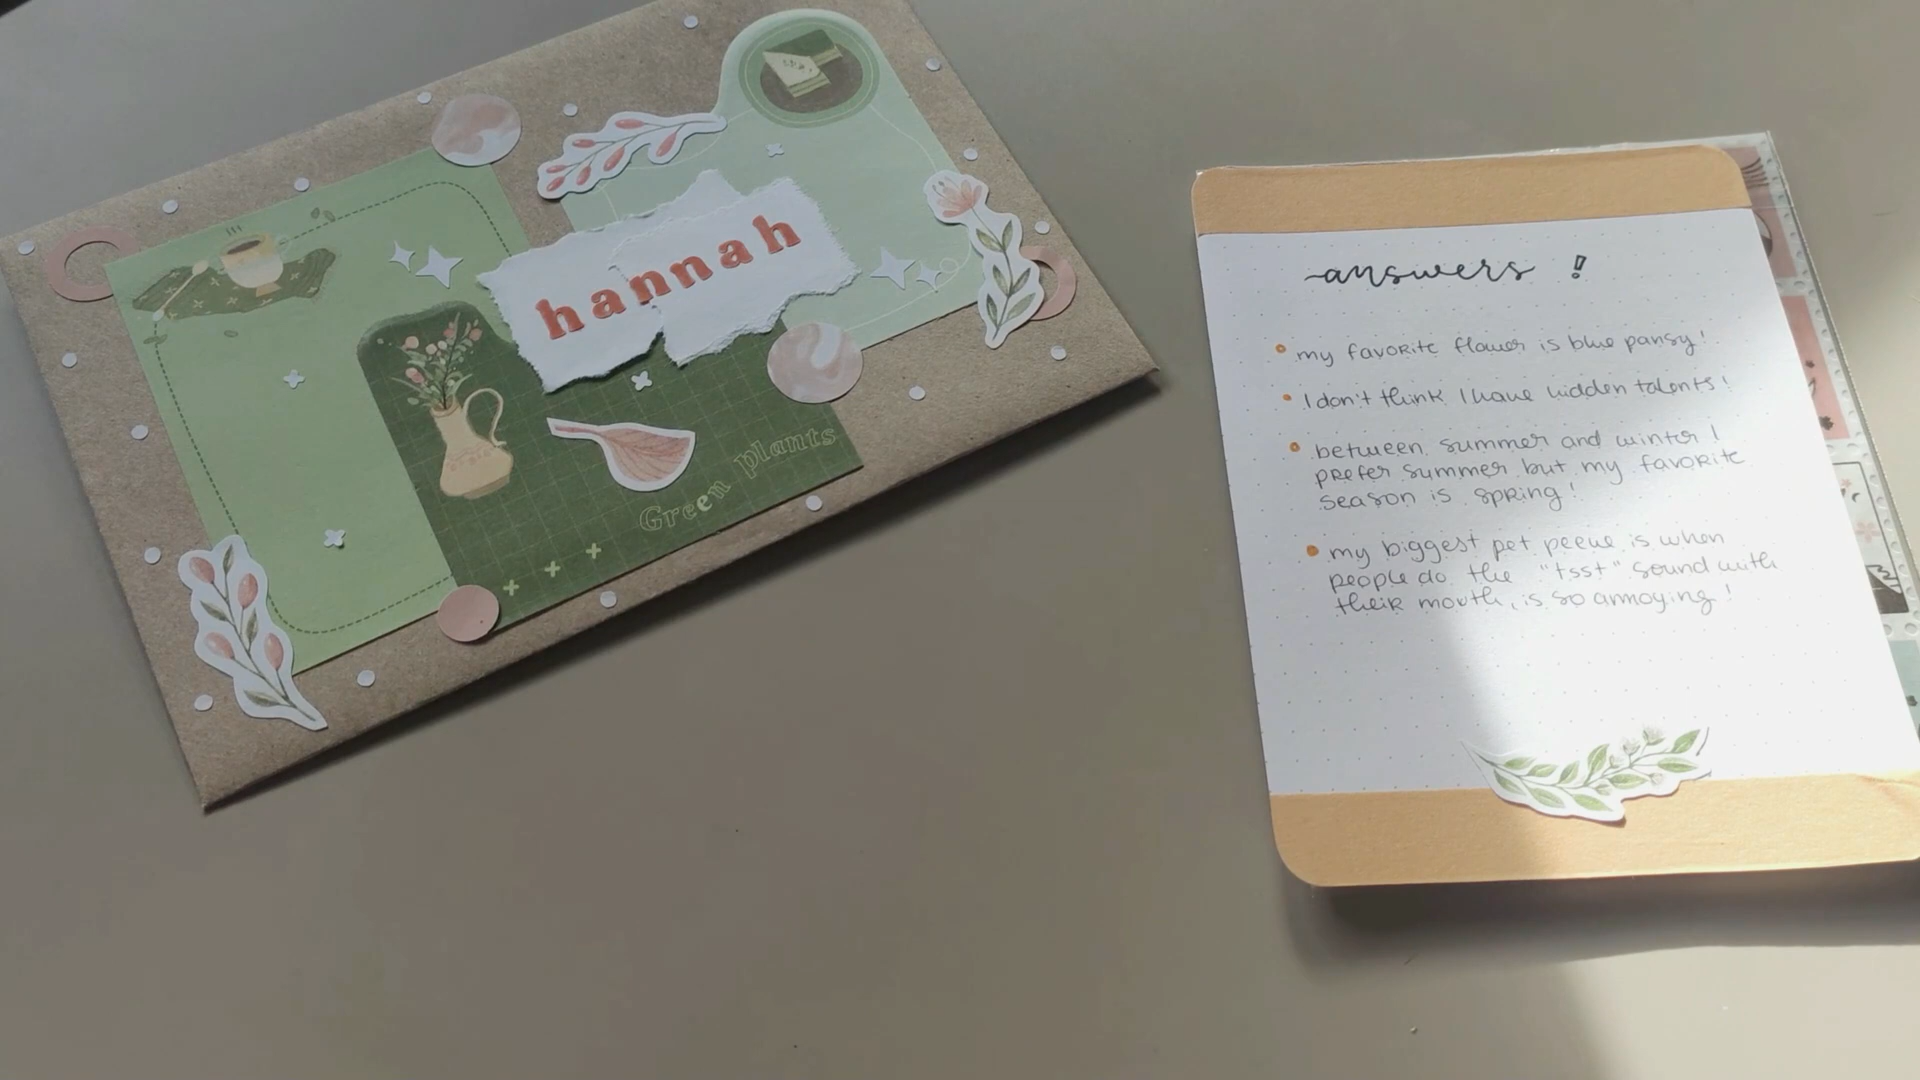 hannah
Green plants
answers !
my favorite flower is blue pansy!
I don't think I have hidden talents!
between summer and winter I
prefer summer but my favorite
season is spring!
my biggest pet peeve is when
people do the "tsst" sound with
their mouth, is so annoying!